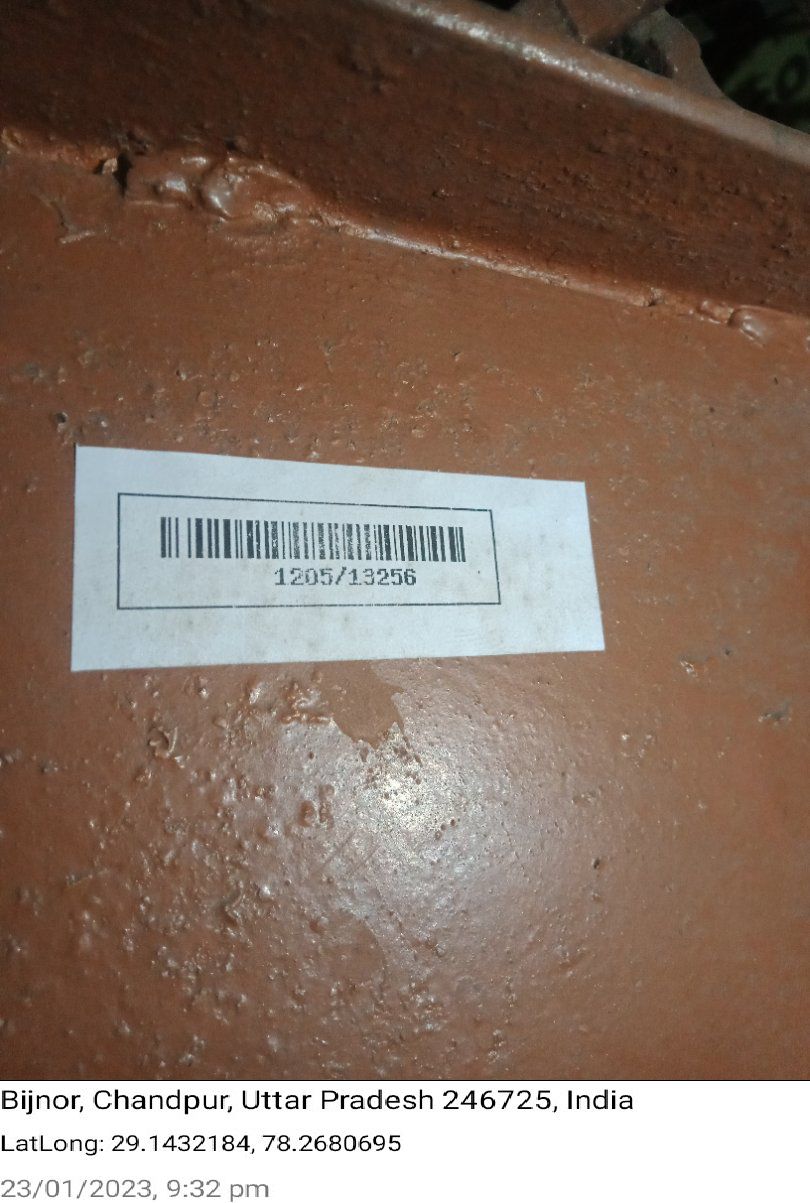 1205/13256
Bijnor, Chandpur, Uttar Pradesh 246725, India
LatLong: 29.1432184, 78.2680695
23/01/2023, 9:32 pm